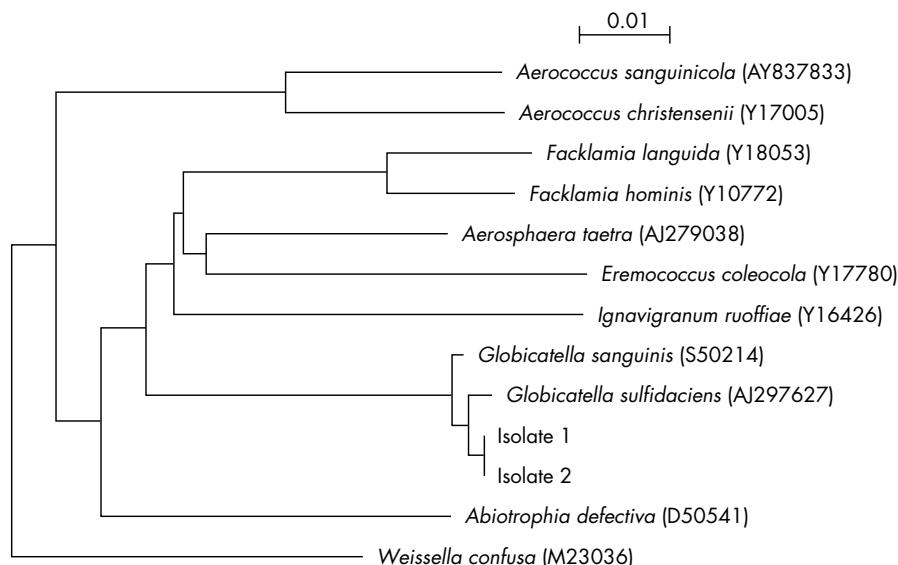 0.01
Aerococcus sanguinicola (AY837833)
Aerococcus christensenii (Y17005)
Facklamia languida (Y18053)
Facklamia hominis (Y10772)
Aerosphaera taetra (AJ279038)
Eremococcus coleocola (Y17780)
Ignavigranum ruoffiae (Y16426)
Globicatella sanguinis (S50214)
Globicatella sulfidaciens (AJ297627)
Isolate 1
Isolate 2
Abiotrophia defectiva (D50541)
Weissella confusa (M23036)